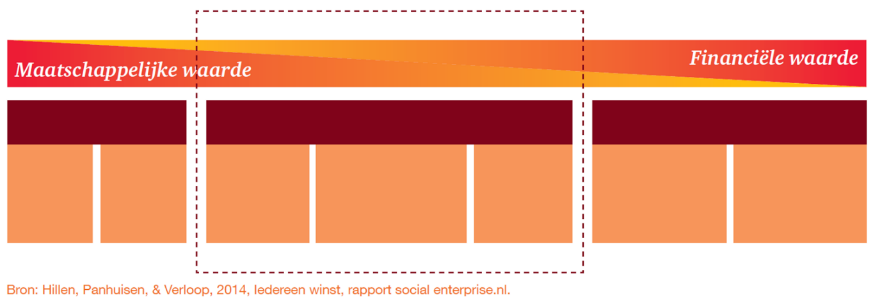 Maatschappelijke waarde
Financiële waarde
Bron: Hillen, Panhuisen, & Verloop, 2014, Iedereen winst, rapport social enterprise.nl.